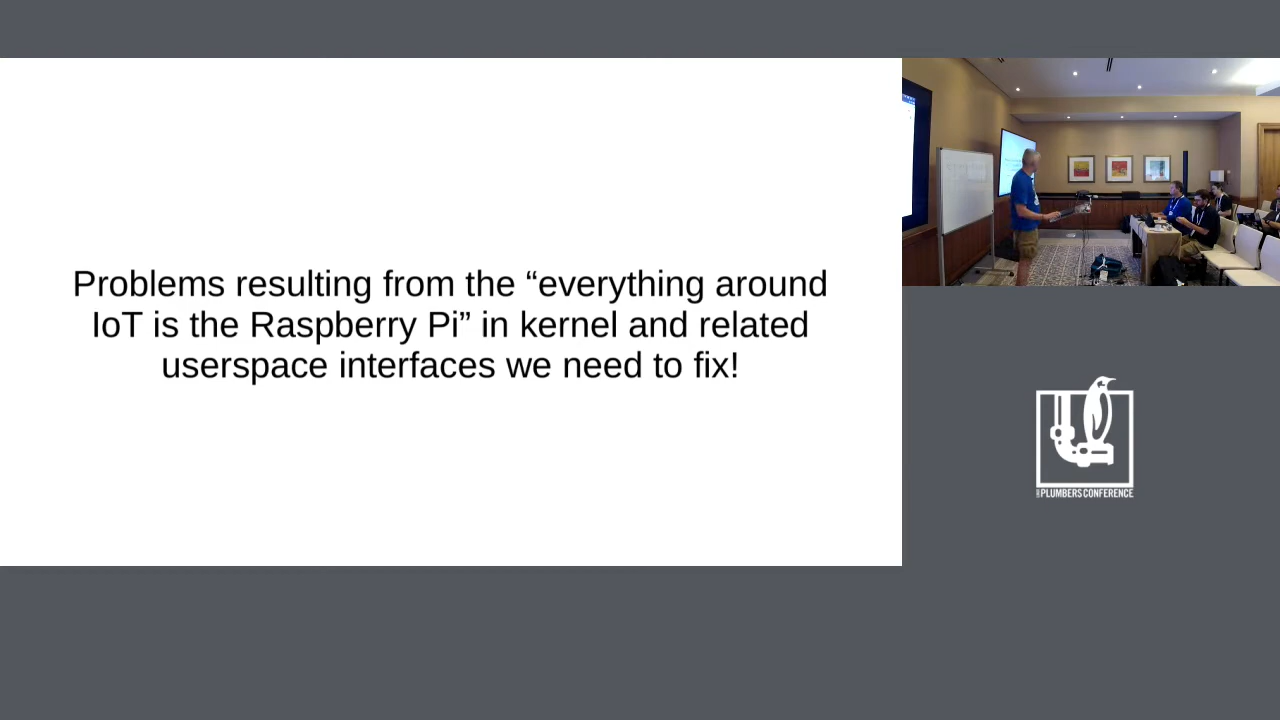 Problems resulting from the “everything around
IoT is the Raspberry Pi” in kernel and related
userspace interfaces we need to fix!
PLUMBERS CONFERENCE